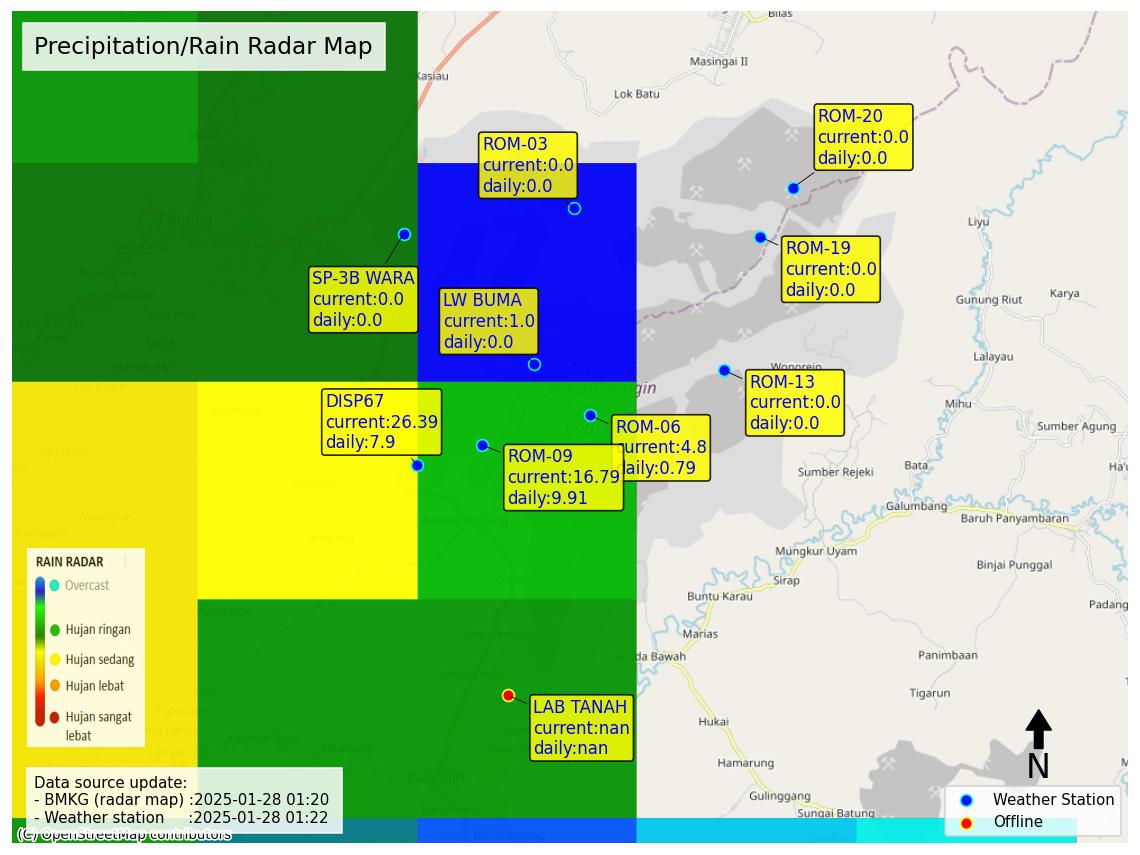 Precipitation/Rain Radar Map
Bilas
Masingai II
Kasiau
Lok Batu
ROM-20
current:0.0
daily:0.0
ROM-03
current:0.0
daily:0.0
Tanjung
Liyu
ROM-19
current:0.0
daily:0.0
SP-3B WARA
current:0.0
daily:0.0
LW BUMA
current:1.0
daily:0.0
Gunung Riut
Karya
Lalayau
Wonorejo
ROM-13
current:0.0
daily:0.0
Mihu
DISP67
current:26.39
daily:7.9
ROM-06
current:4.8
daily:0.79
ROM-09
current:16.79
daily:9.91
Sumber Agung
Bata
Sumber Rejeki
Galumbang
Baruh Panyambaran
Padang Panjang
Mungkur Uyam
Binjai Punggal
Sirap
Buntu Karau
Padang
Marias
Panimbaan
Tigarun
RAIN RADAR
Overcast
Hujan ringan
Hujan sedang
Hujan lebat
Hujan sangat
lebat
LAB TANAH
current:nan
daily:nan
Hukai
Hamarung
Paringin
Gulinggang
Sungai Batung
N
Data source update:
- BMKG (radar map) :2025-01-28 01:20
- Weather station :2025-01-28 01:22
Weather Station
Offline
(C) OpenStreetMap contributors